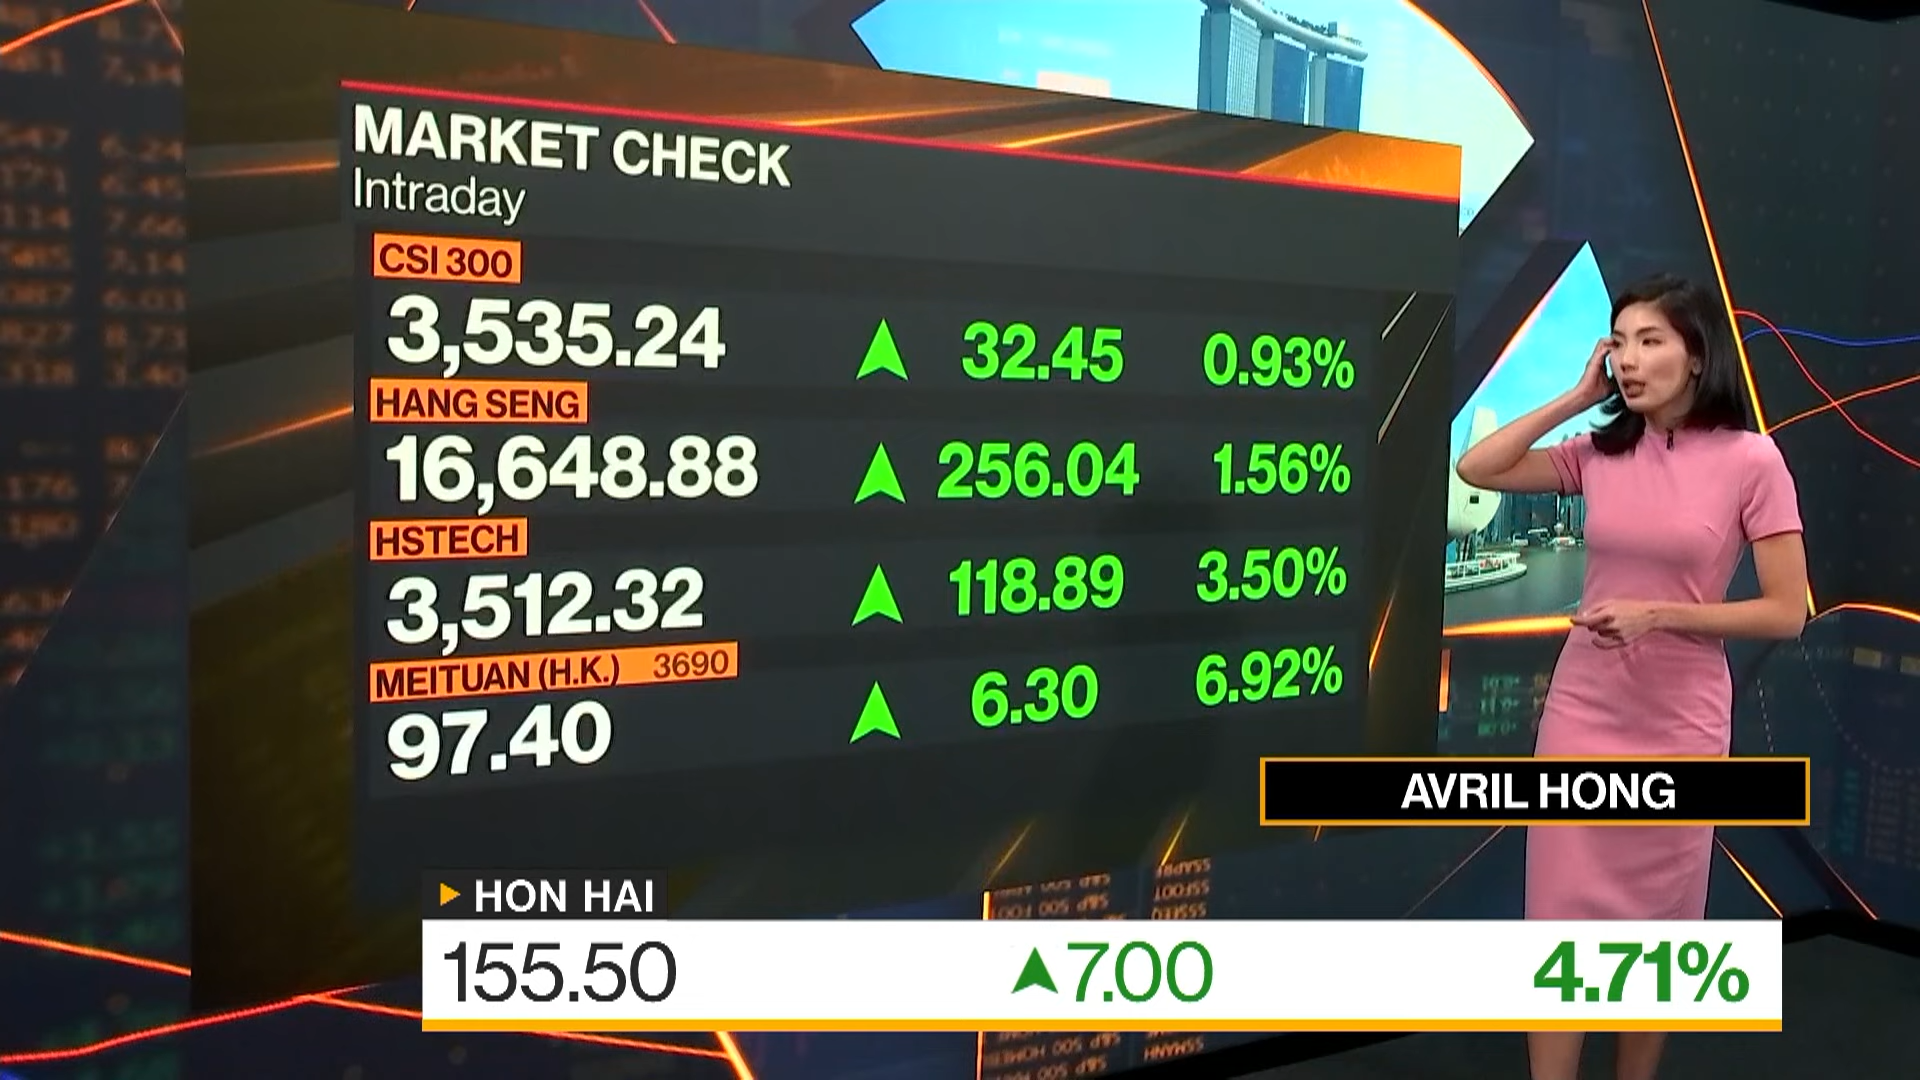 MARKET CHECK
Intraday
CSI 300
3,535.24 ▲ 32.45 0.93%
HANG SENG
16,648.88 ▲ 256.04 1.56%
HSTECH
3,512.32 ▲ 118.89 3.50%
MEITUAN (H.K.) 3690
97.40 ▲ 6.30 6.92%
AVRIL HONG
HON HAI
155.50 ▲7.00 4.71%